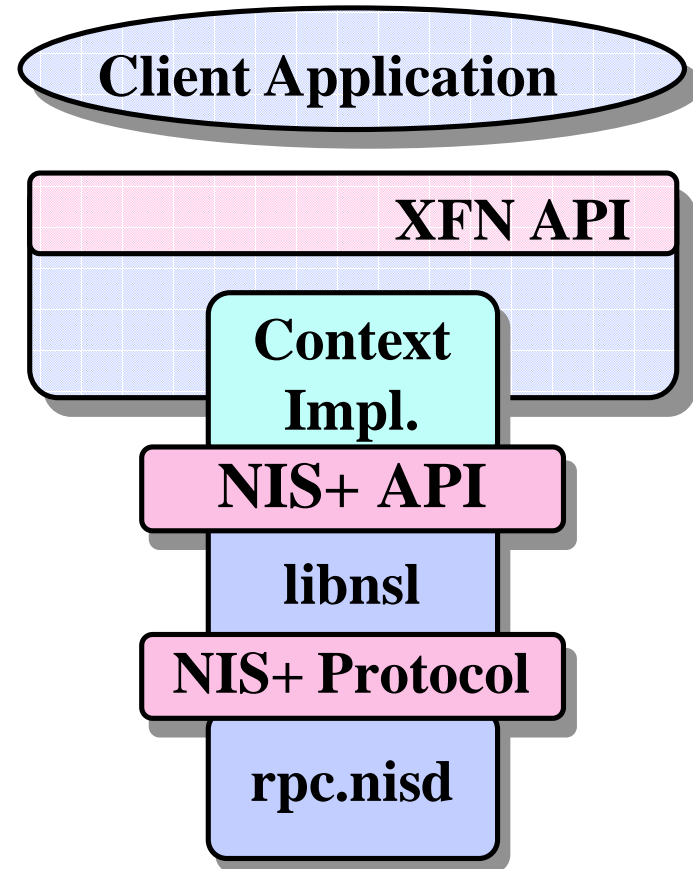 Client Application
XFN API
Context
Impl.
NIS+ API
libnsl
NIS+ Protocol
rpc.nisd